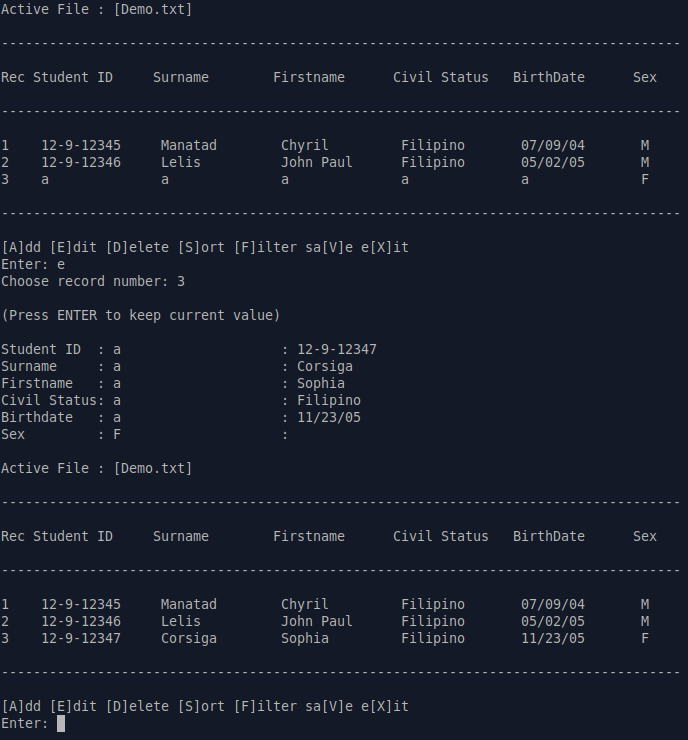 Active File : [Demo.txt]
-------------------------------------------------------------------------------------
Rec Student ID     Surname        Firstname      Civil Status   BirthDate      Sex
-------------------------------------------------------------------------------------
1    12-9-12345     Manatad        Chyril         Filipino       07/09/04       M
2    12-9-12346     Lelis          John Paul      Filipino       05/02/05       M
3    a              a              a              a              a              F
-------------------------------------------------------------------------------------
[A]dd [E]dit [D]elete [S]ort [F]ilter sa[V]e e[X]it
Enter: e
Choose record number: 3
(Press ENTER to keep current value)
Student ID  : a                    : 12-9-12347
Surname     : a                    : Corsiga
Firstname   : a                    : Sophia
Civil Status: a                    : Filipino
Birthdate   : a                    : 11/23/05
Sex         : F                    :
Active File : [Demo.txt]
-------------------------------------------------------------------------------------
Rec Student ID     Surname        Firstname      Civil Status   BirthDate      Sex
-------------------------------------------------------------------------------------
1    12-9-12345     Manatad        Chyril         Filipino       07/09/04       M
2    12-9-12346     Lelis          John Paul      Filipino       05/02/05       M
3    12-9-12347     Corsiga        Sophia         Filipino       11/23/05       F
-------------------------------------------------------------------------------------
[A]dd [E]dit [D]elete [S]ort [F]ilter sa[V]e e[X]it
Enter: